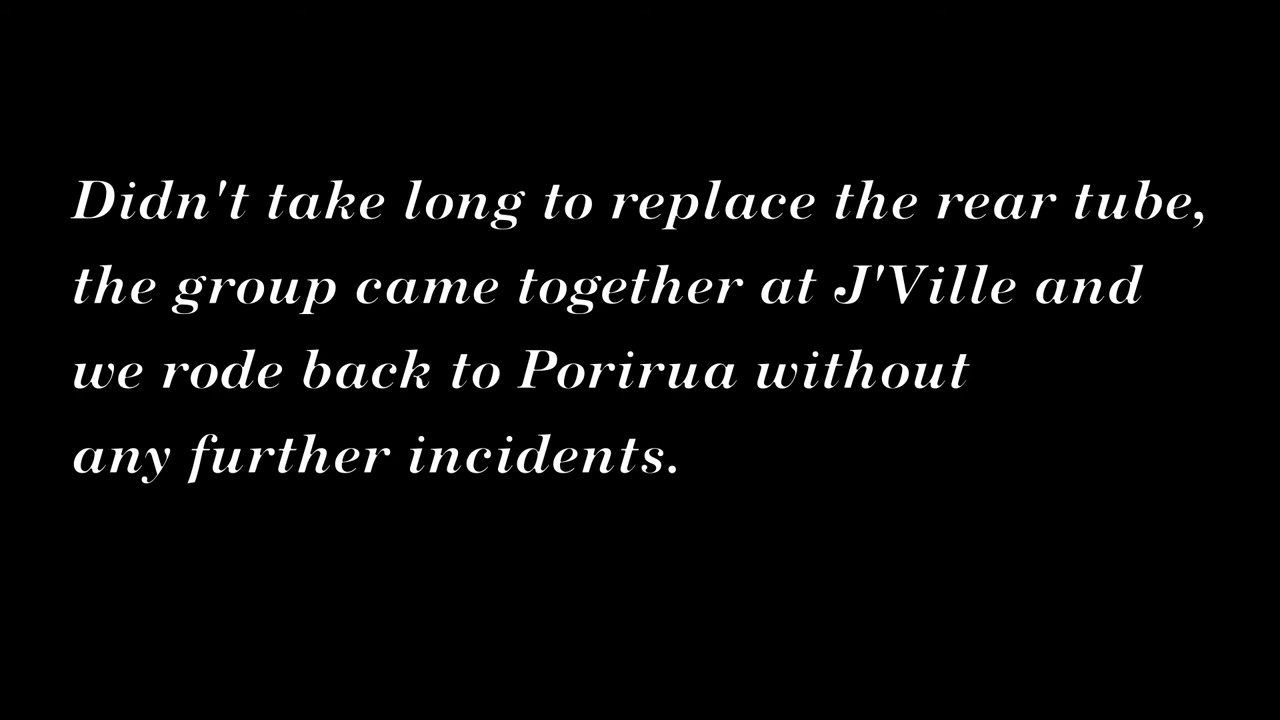 Didn't take long to replace the rear tube,
the group came together at J'Ville and
we rode back to Porirua without
any further incidents.